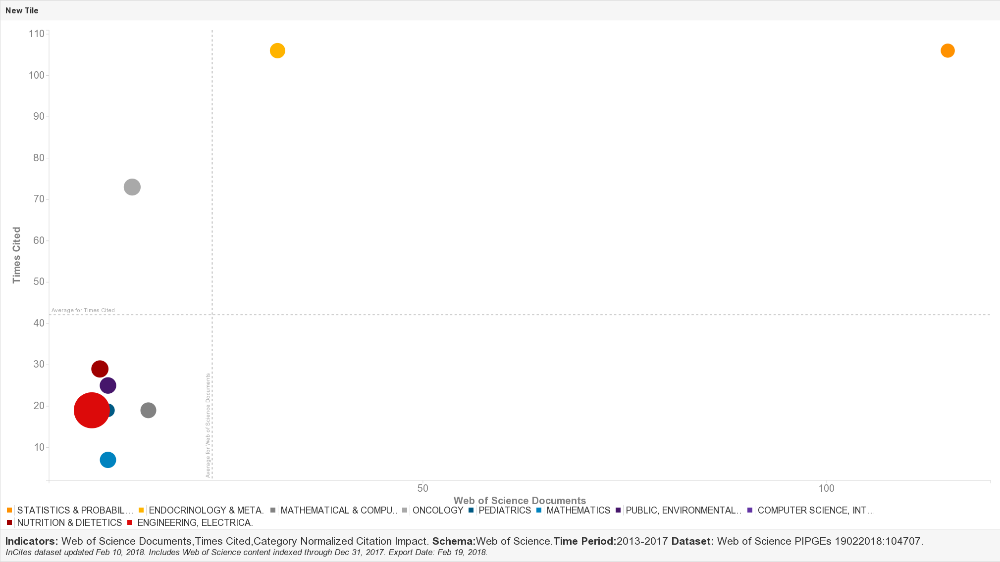 New Tile
110
100
90
80
70
60
50
40
30
20
10
Times Cited
Average for Times Cited
Average for Web of Science Documents
50
100
Web of Science Documents
STATISTICS & PROBABIL... ENDOCRINOLOGY & META. MATHEMATICAL & COMPU.. ONCOLOGY PEDIATRICS MATHEMATICS PUBLIC, ENVIRONMENTAL.. COMPUTER SCIENCE, INT...
NUTRITION & DIETETICS ENGINEERING, ELECTRICA.
Indicators: Web of Science Documents,Times Cited,Category Normalized Citation Impact. Schema:Web of Science.Time Period:2013-2017 Dataset: Web of Science PIPGEs 19022018:104707.
InCites dataset updated Feb 10, 2018. Includes Web of Science content indexed through Dec 31, 2017. Export Date: Feb 19, 2018.